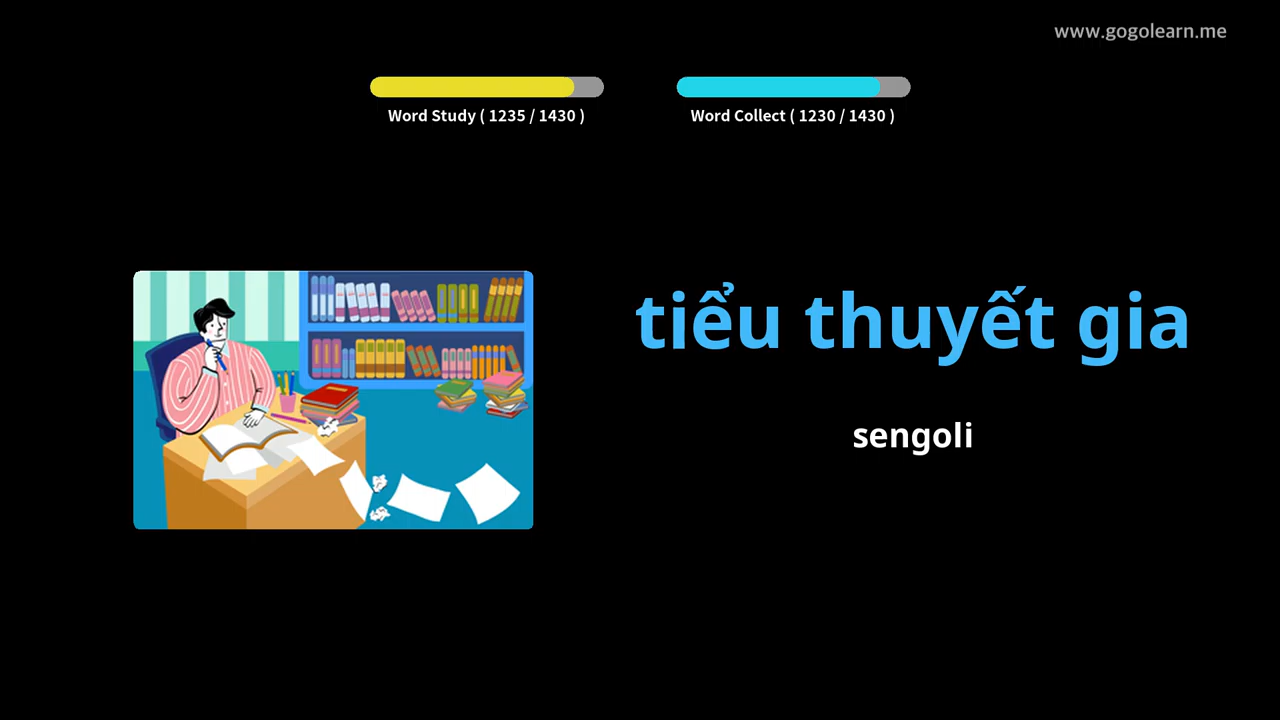 www.gogolearn.me
Word Study ( 1235 / 1430 )
Word Collect ( 1230 / 1430 )
tiểu thuyết gia
sengoli